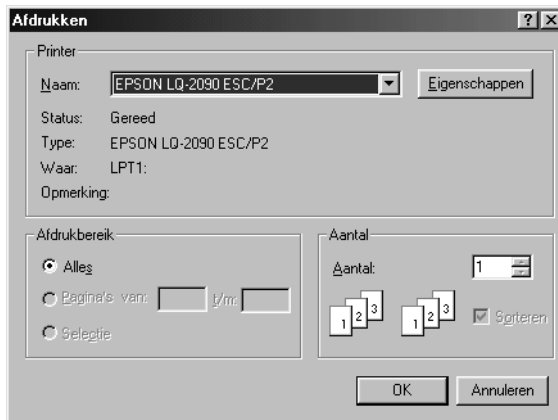 Afdrukken
Printer
Naam: EPSON LQ-2090 ESC/P2 Eigenschappen
Status: Gereed
Type: EPSON LQ-2090 ESC/P2
Waar: LPT1:
Opmerking:
Afdrukbereik
Alles
Pagina's van: t/m:
Selectie
Aantal
Aantal: 1
1 2 3 1 2 3
Sorteren
OK Annuleren